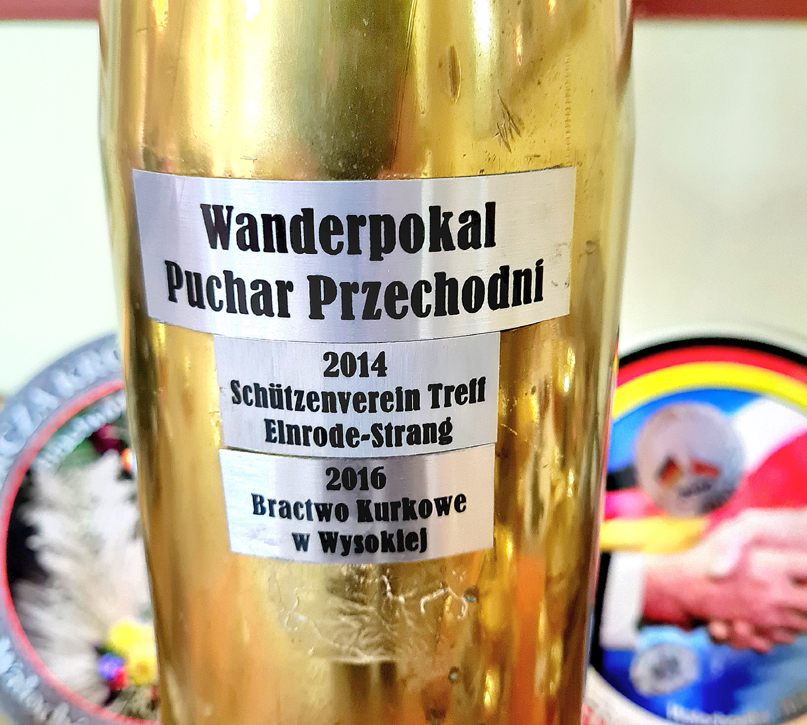 Wanderpokal
Puchar Przechodni
2014
Schützenverein Treff
Elnrode-Strang
2016
Bractwo Kurkowe
w Wysokiej